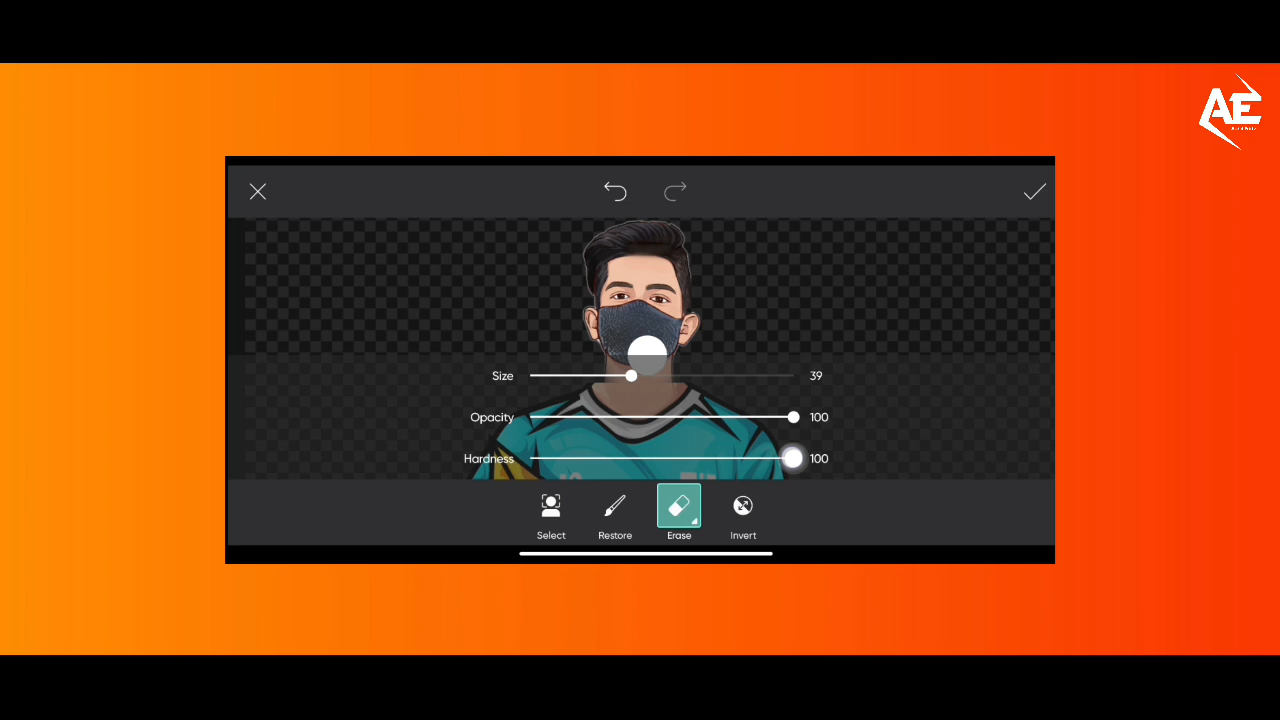 AE
Size 39
Opacity 100
Hardness 100
Select Restore Erase Invert